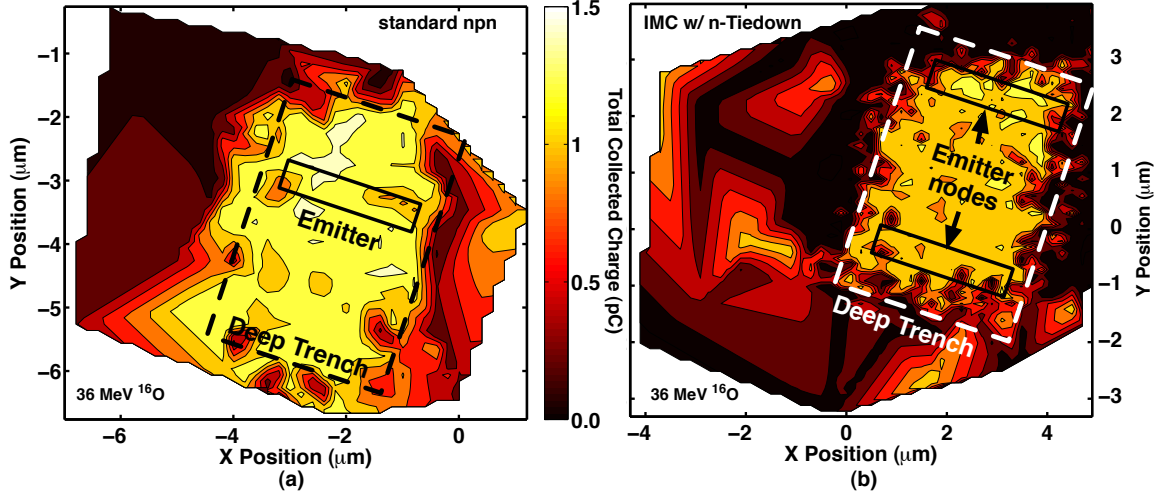 standard npn
−1
−2
−3
−4
−5
−6
Y Position (μm)
Emitter
Deep Trench
36 MeV ¹⁶O
−6
−4
−2
0
X Position (μm)
(a)
1.5
1
0.5
0.0
Total Collected Charge (pC)
IMC w/ n-Tiedown
Emitter
nodes
Deep Trench
36 MeV ¹⁶O
3
2
1
0
−1
−2
−3
Y Position (μm)
−4
−2
0
2
4
X Position (μm)
(b)